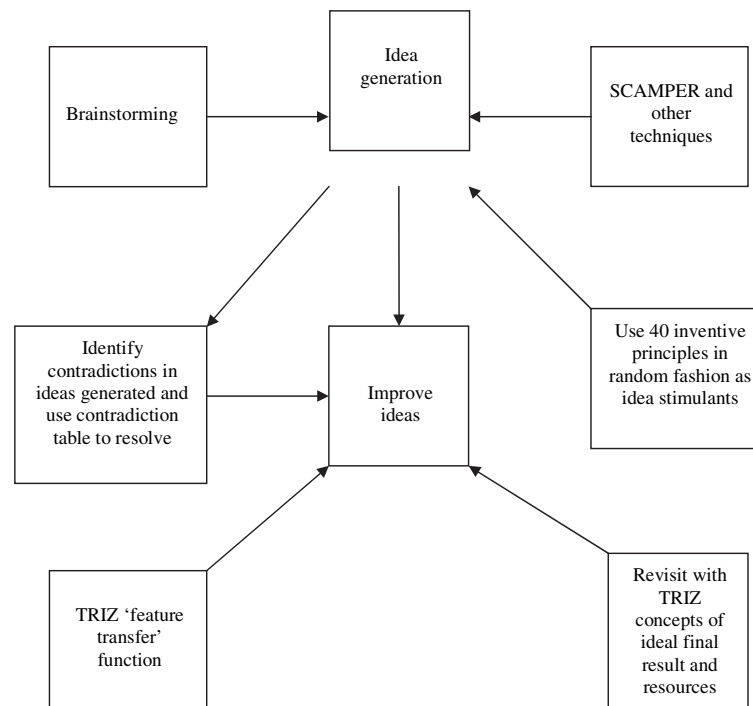 Idea
generation
Brainstorming
SCAMPER and
other
techniques
Identify
contradictions in
ideas generated and
use contradiction
table to resolve
Improve
ideas
Use 40 inventive
principles in
random fashion as
idea stimulants
TRIZ ‘feature
transfer’
function
Revisit with
TRIZ
concepts of
ideal final
result and
resources